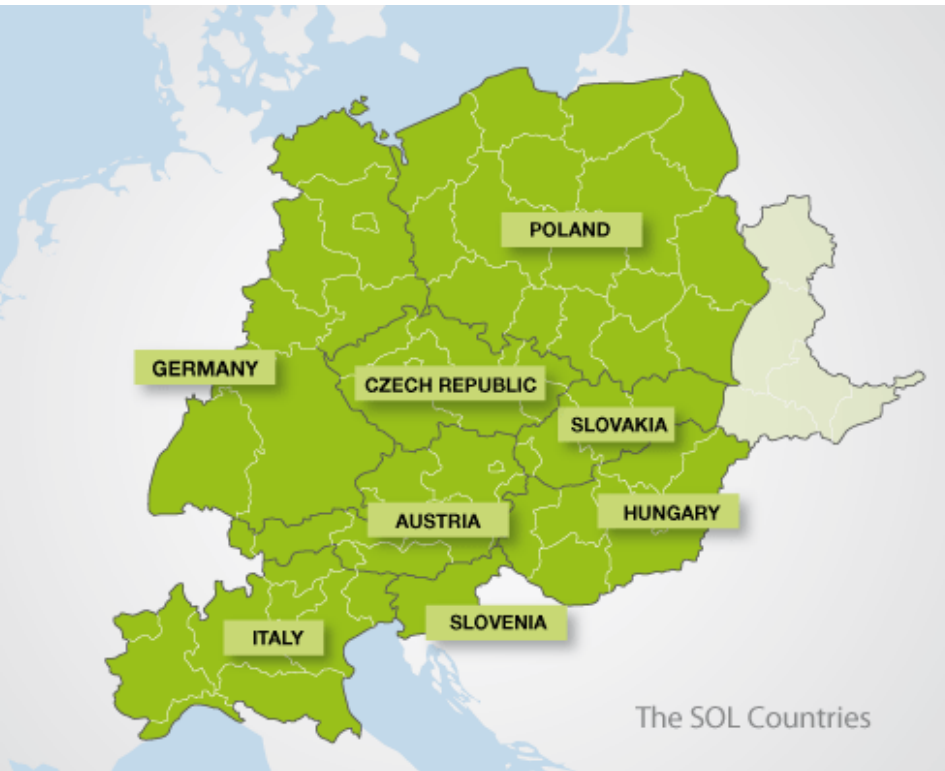 POLAND
GERMANY
CZECH REPUBLIC
SLOVAKIA
HUNGARY
AUSTRIA
SLOVENIA
ITALY
The SOL Countries